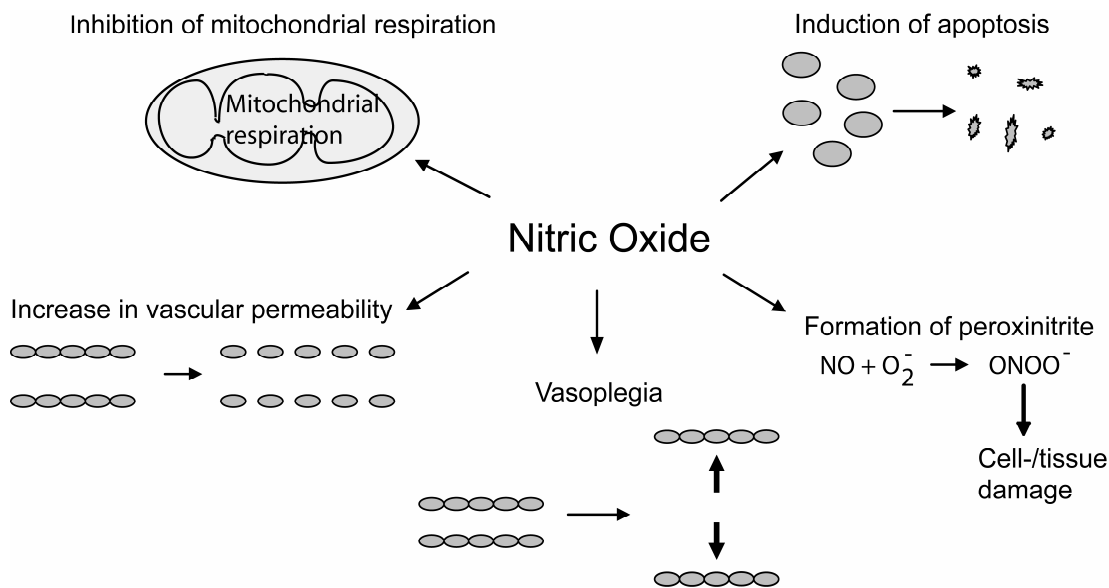 Inhibition of mitochondrial respiration
Induction of apoptosis
Mitochondrial
respiration
Nitric Oxide
Increase in vascular permeability
Formation of peroxinitrite
NO + O₂⁻ → ONOO⁻
Vasoplegia
Cell-/tissue
damage